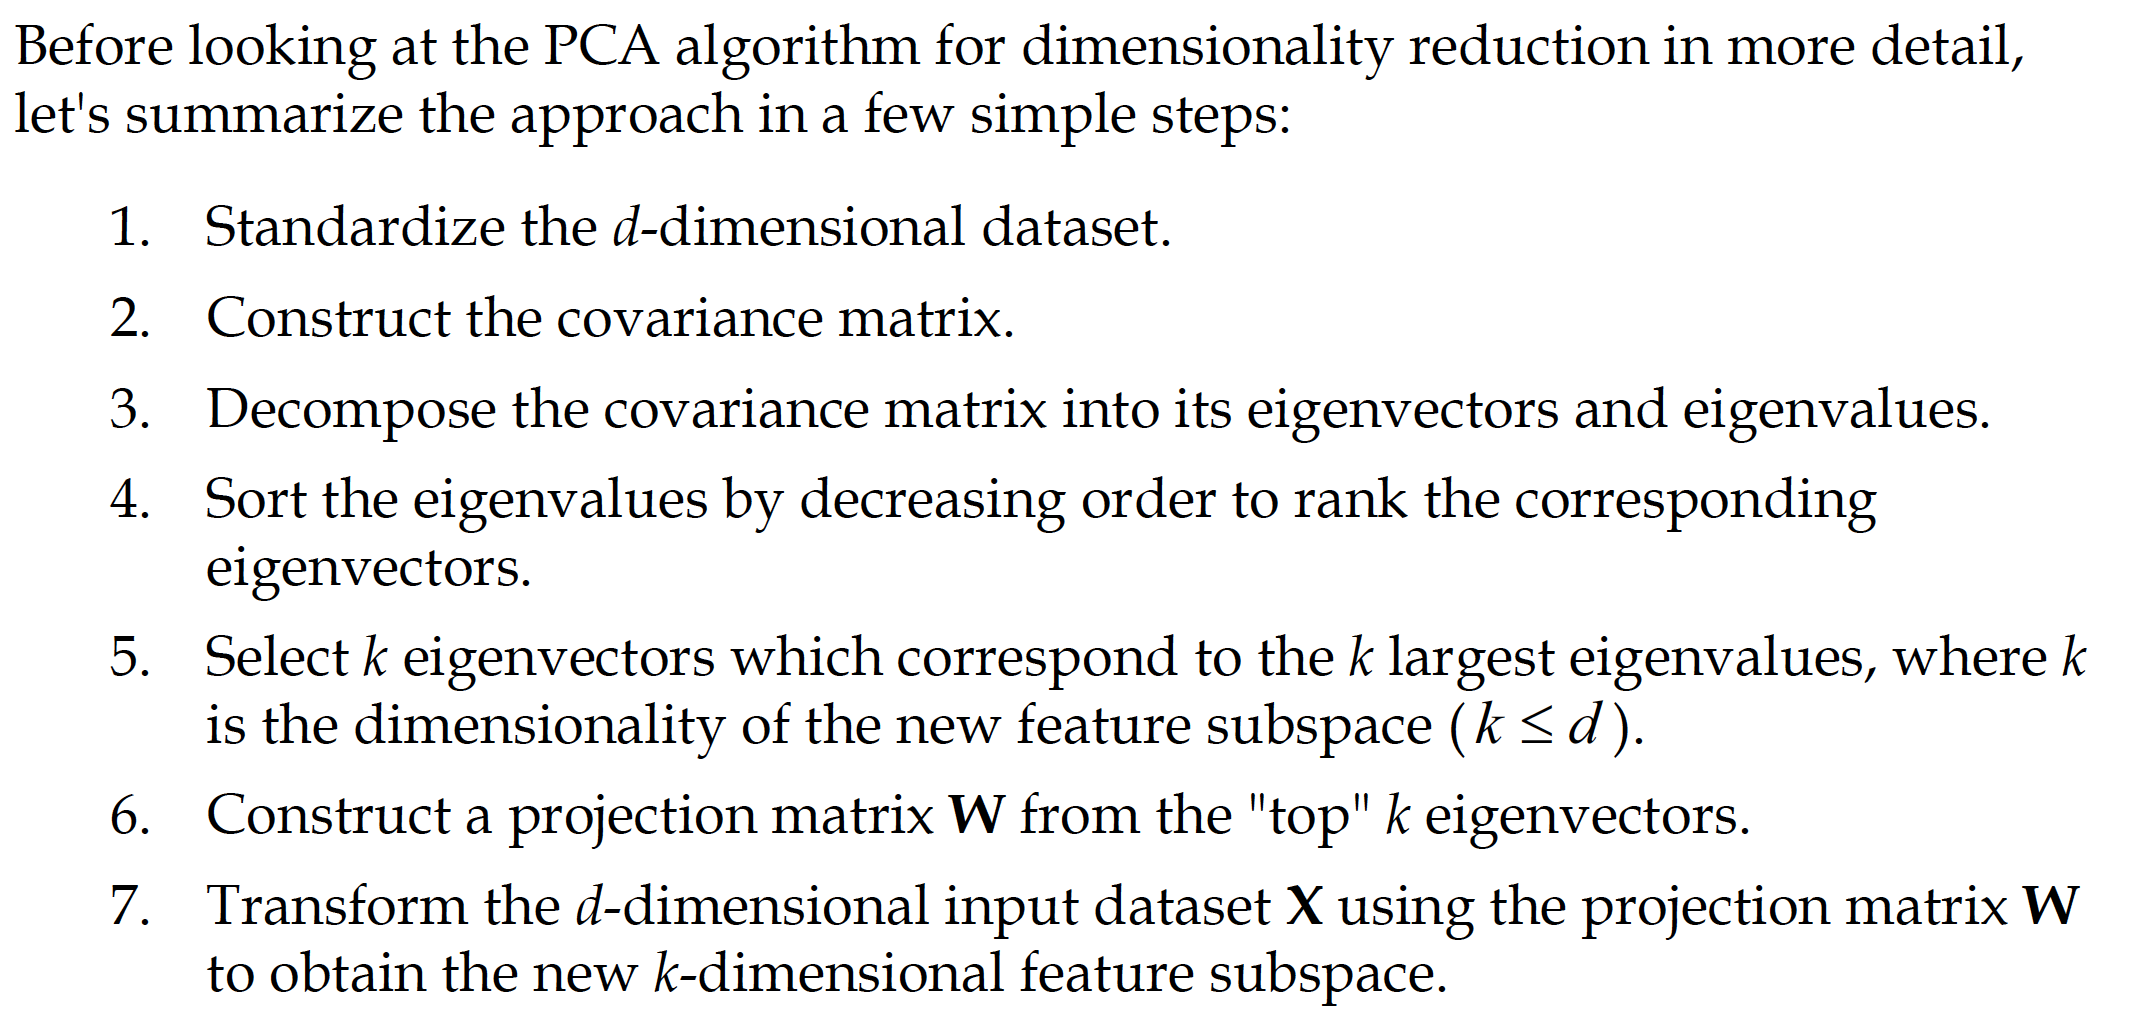 Before looking at the PCA algorithm for dimensionality reduction in more detail,
let's summarize the approach in a few simple steps:
1. Standardize the d-dimensional dataset.
2. Construct the covariance matrix.
3. Decompose the covariance matrix into its eigenvectors and eigenvalues.
4. Sort the eigenvalues by decreasing order to rank the corresponding
eigenvectors.
5. Select k eigenvectors which correspond to the k largest eigenvalues, where k
is the dimensionality of the new feature subspace ( k ≤ d ).
6. Construct a projection matrix W from the "top" k eigenvectors.
7. Transform the d-dimensional input dataset X using the projection matrix W
to obtain the new k-dimensional feature subspace.